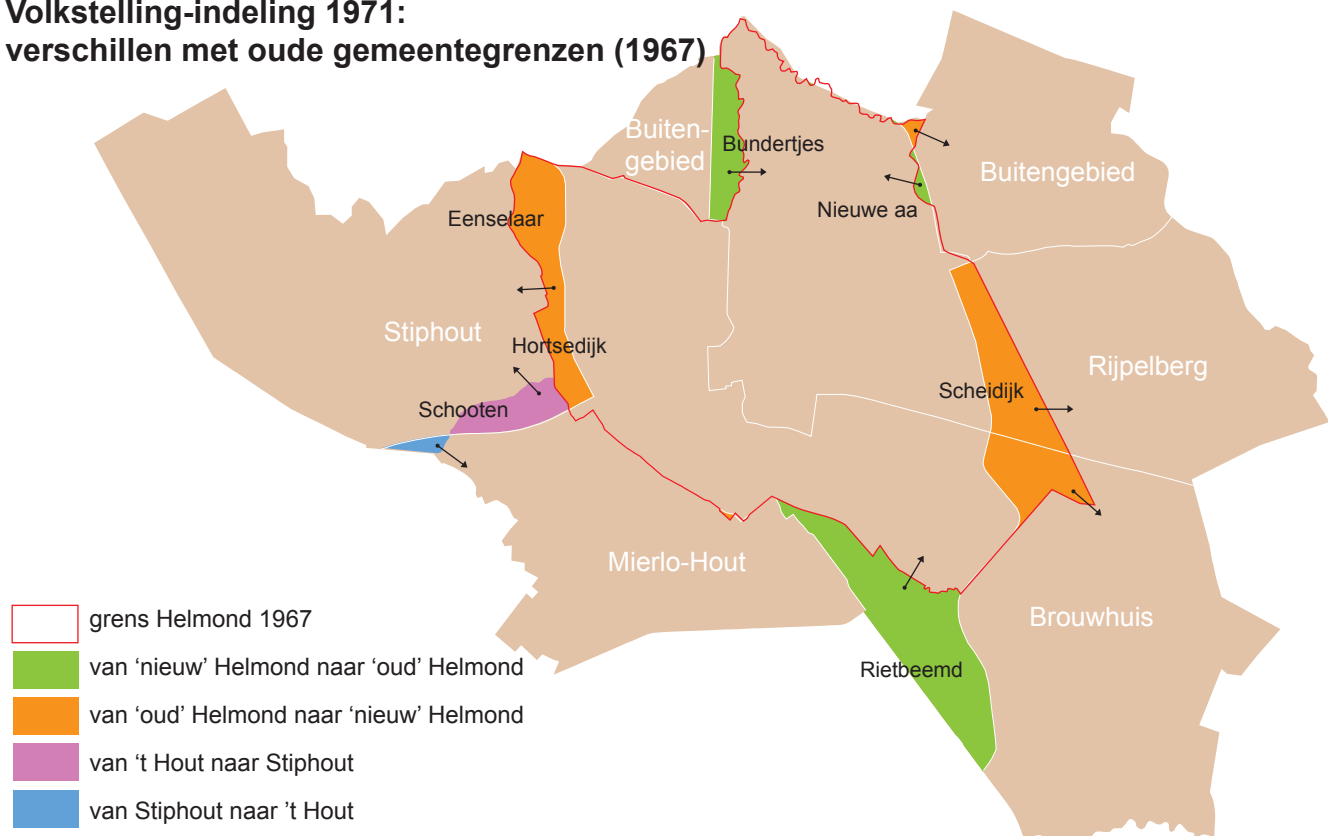 Volkstelling-indeling 1971:
verschillen met oude gemeentegrenzen (1967)
Buiten-
gebied
Bundertjes
Buitengebied
Nieuwe aa
Eenselaar
Stiphout
Hortsedijk
Rijpelberg
Scheidijk
Schooten
Mierlo-Hout
Brouwhuis
Rietbeemd
grens Helmond 1967
van ‘nieuw’ Helmond naar ‘oud’ Helmond
van ‘oud’ Helmond naar ‘nieuw’ Helmond
van ‘t Hout naar Stiphout
van Stiphout naar ’t Hout